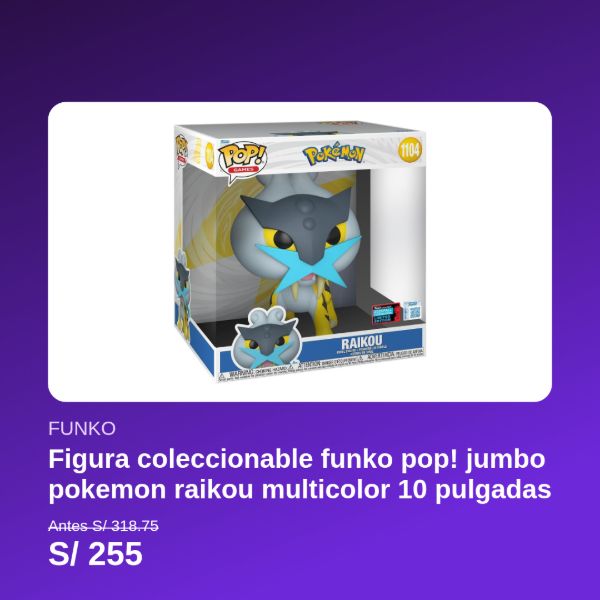 POP!
GAMES
POKéMON
1104
RAIKOU
WARNING:
FUNKO
Figura coleccionable funko pop! jumbo
pokemon raikou multicolor 10 pulgadas
Antes S/ 318.75
S/ 255